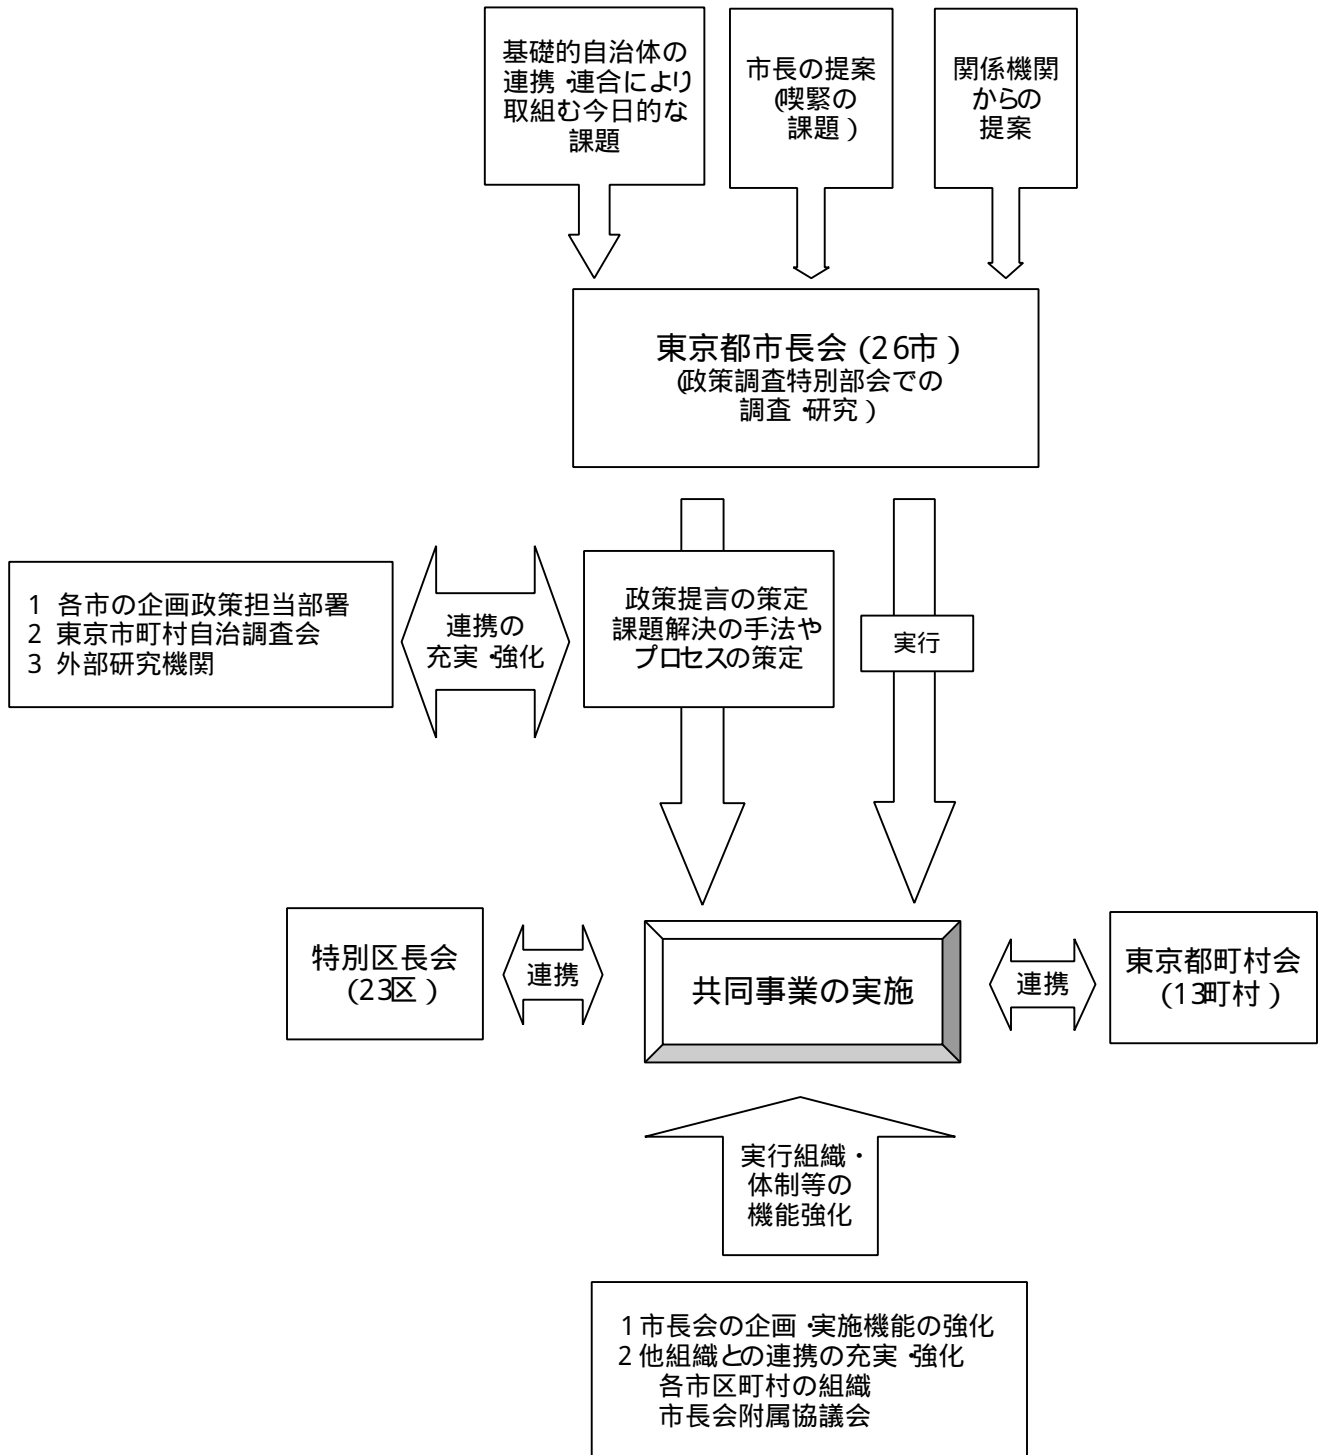 基礎的自治体の
連携・連合により
取組む今日的な
課題
市長の提案
(喫緊の
課題)
関係機関
からの
提案
東京都市長会(26市)
(政策調査特別部会での
調査・研究)
1 各市の企画政策担当部署
2 東京市町村自治調査会
3 外部研究機関
連携の
充実・強化
政策提言の策定
課題解決の手法や
プロセスの策定
実行
特別区長会
(23区)
連携
共同事業の実施
連携
東京都町村会
(13町村)
実行組織・
体制等の
機能強化
1 市長会の企画・実施機能の強化
2 他組織との連携の充実・強化
各市区町村の組織
市長会附属協議会